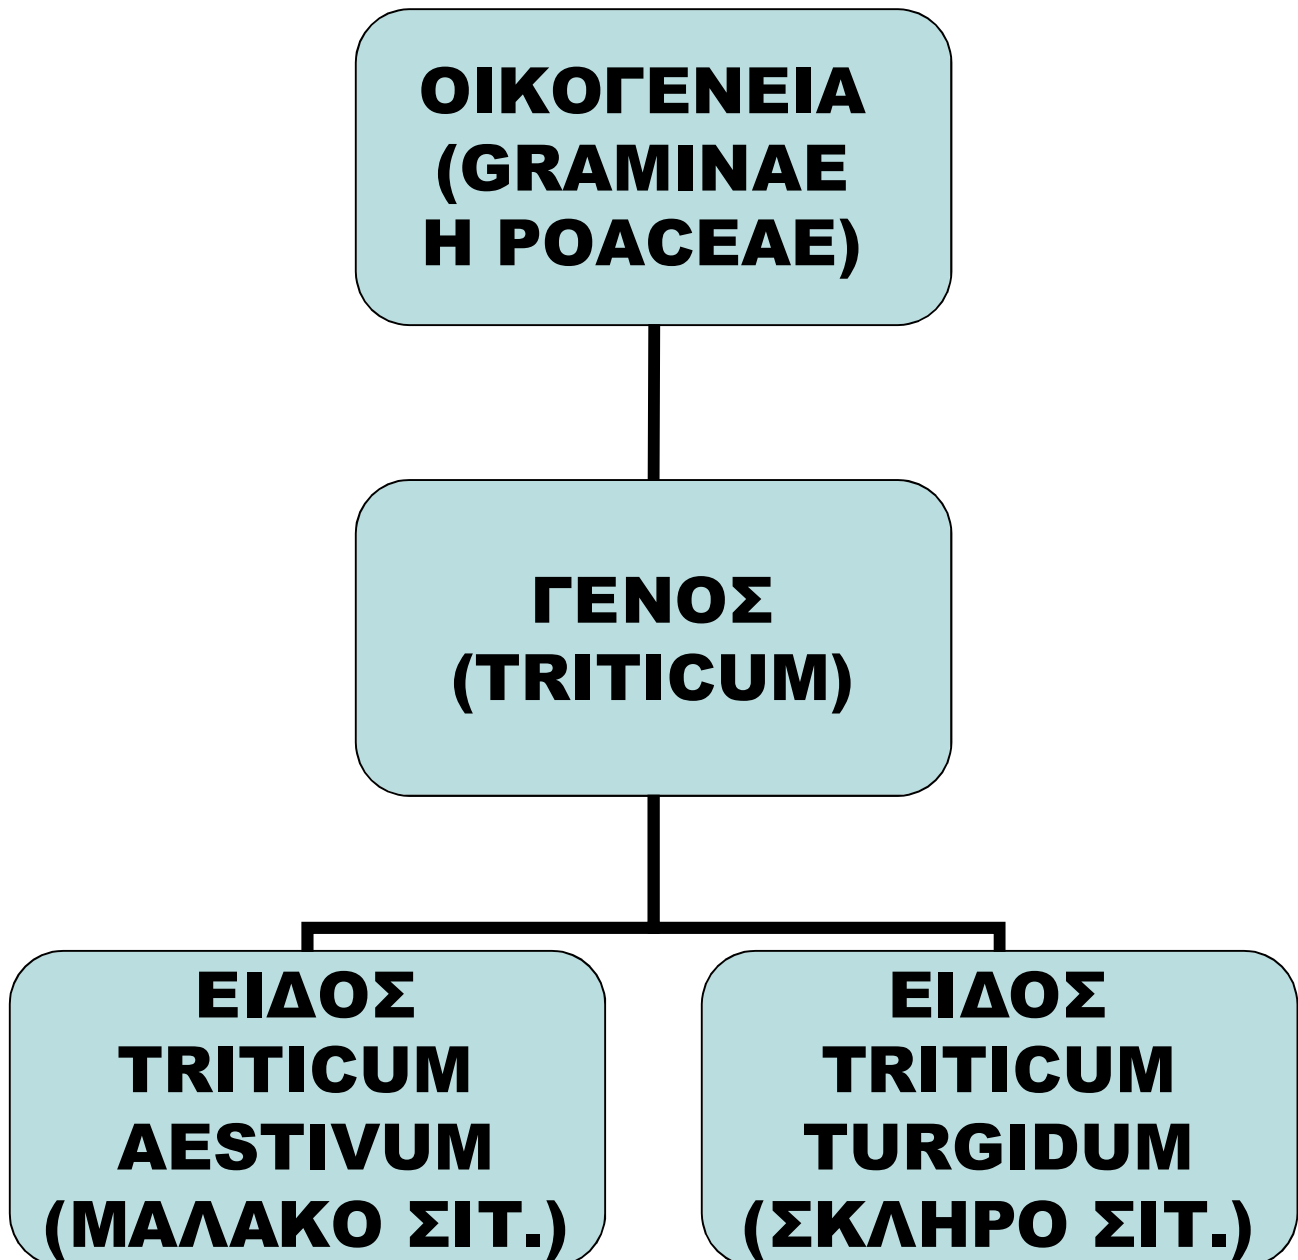 ΟΙΚΟΓΕΝΕΙΑ
(GRAMINAE
Η POACEAE)
ΓΕΝΟΣ
(TRITICUM)
ΕΙΔΟΣ
TRITICUM
AESTIVUM
(ΜΑΛΑΚΟ ΣΙΤ.)
ΕΙΔΟΣ
TRITICUM
TURGIDUM
(ΣΚΛΗΡΟ ΣΙΤ.)